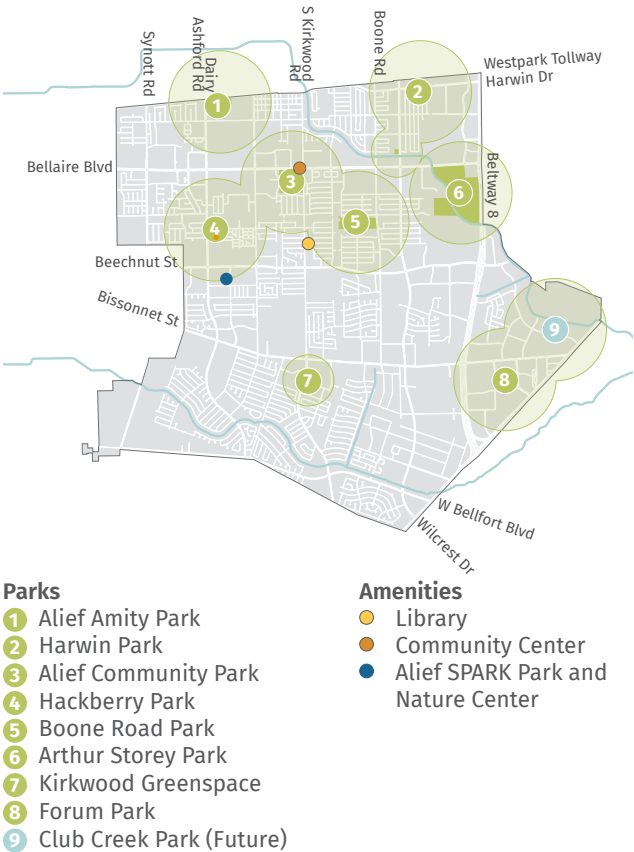 Synott Rd
Dairy
Ashford Rd
S Kirkwood
Rd
Boone Rd
Westpark Tollway
Harwin Dr
1
2
Bellaire Blvd
Beltway 8
3
6
4
5
Beechnut St
Bissonnet St
9
7
8
W Bellfort Blvd
Wilcrest Dr
Parks
1 Alief Amity Park
2 Harwin Park
3 Alief Community Park
4 Hackberry Park
5 Boone Road Park
6 Arthur Storey Park
7 Kirkwood Greenspace
8 Forum Park
9 Club Creek Park (Future)
Amenities
Library
Community Center
Alief SPARK Park and
Nature Center